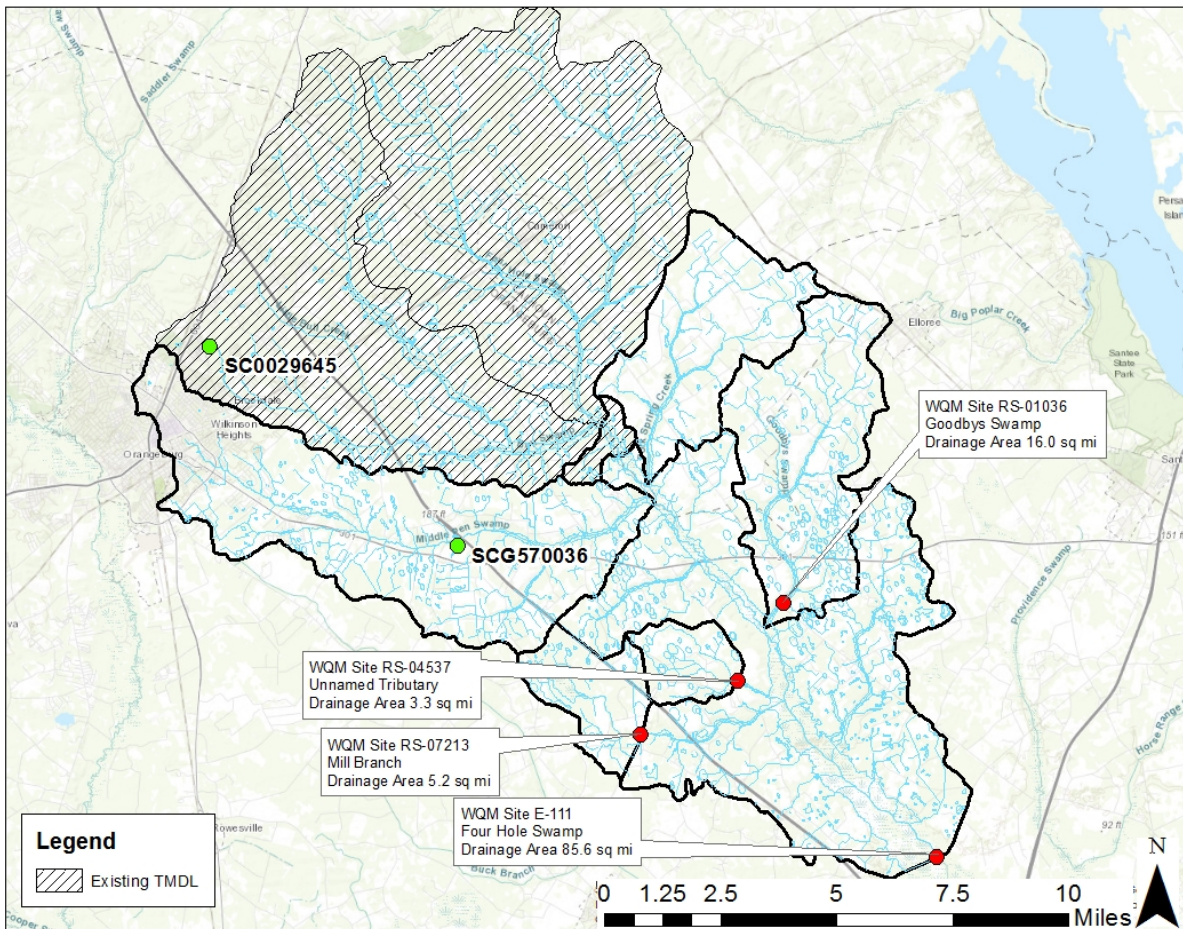 Saddler Swamp
Cameron
Persa
Island
Elloree
Big Poplar Creek
Santee
State
Park
SC0029645
Brookdale
Wilkinson
Heights
Orangeburg
WQM Site RS-01036
Goodbys Swamp
Drainage Area 16.0 sq mi
Goodbys Swamp
Spring Creek
187 ft
Middle Pen Swamp
301
SCG570036
151 ft
Providence Swamp
WQM Site RS-04537
Unnamed Tributary
Drainage Area 3.3 sq mi
WQM Site RS-07213
Mill Branch
Drainage Area 5.2 sq mi
WQM Site E-111
Four Hole Swamp
Drainage Area 85.6 sq mi
Horse Range
Rowesville
92 ft
Buck Branch
Legend
Existing TMDL
N
0 1.25 2.5 5 7.5 10
Miles